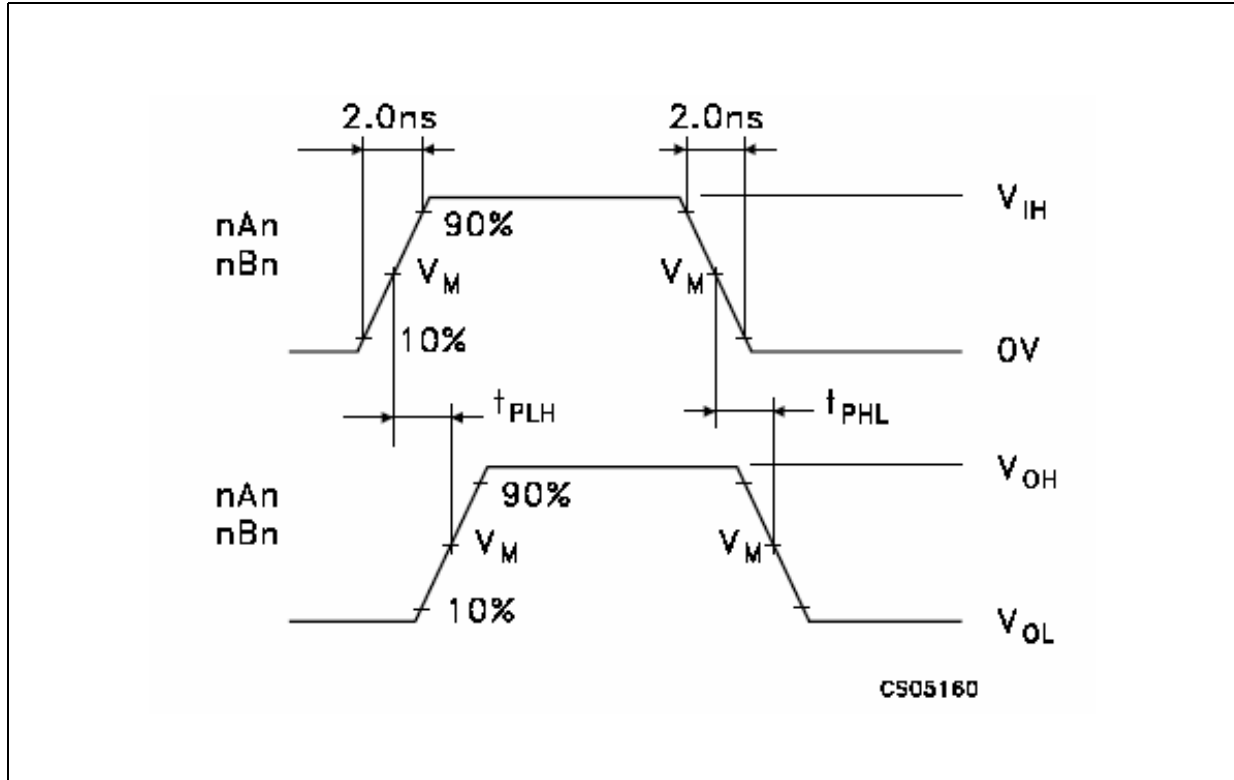 2.0ns 2.0ns
V_IH
nAn 90%
nBn V_M V_M
10% 0V
t_PLH t_PHL
V_OH
nAn 90%
nBn V_M V_M
10%
V_OL
CS05160